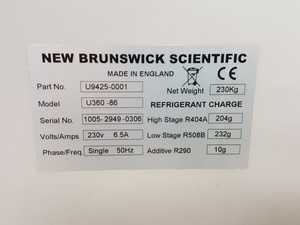 NEW BRUNSWICK SCIENTIFIC
MADE IN ENGLAND
Part No. U9425-0001
Net Weight 230Kg
Model U360 -86
REFRIGERANT CHARGE
Serial No. 1005- 2949 -0306
High Stage R404A 204g
Volts/Amps 230v 6.5A
Low Stage R508B 232g
Phase/Freq. Single 50Hz
Additive R290 10g